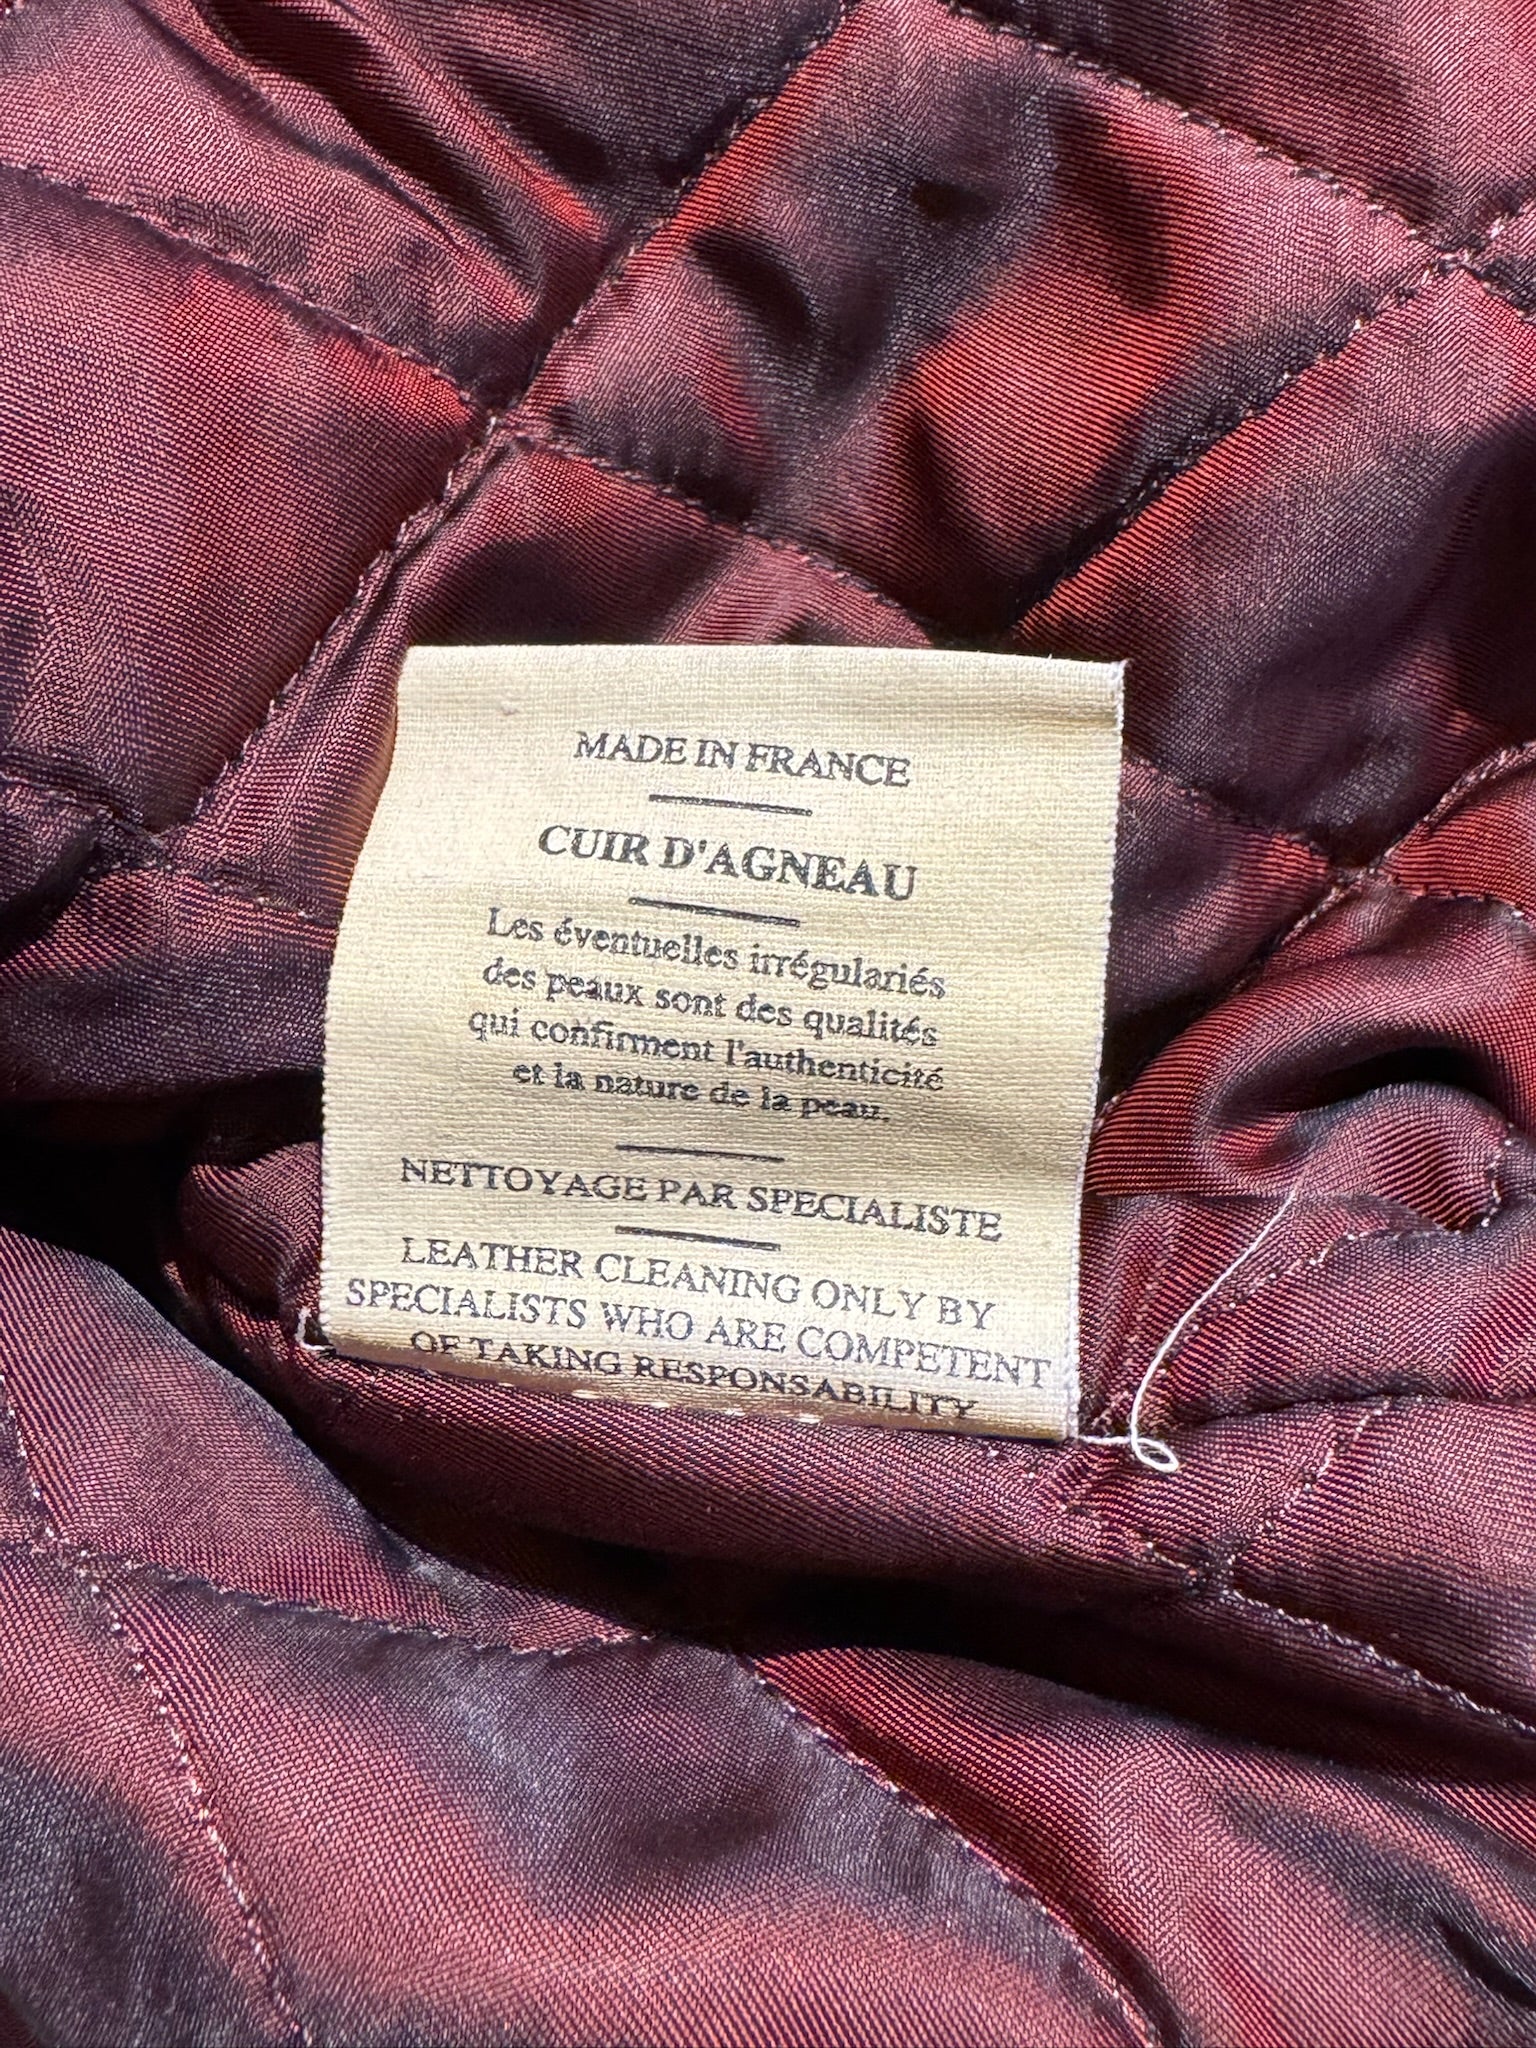 MADE IN FRANCE
CUIR D'AGNEAU
Les éventuelles irrégulariés
des peaux sont des qualités
qui confirment l'authenticité
et la nature de la peau.
NETTOYAGE PAR SPECIALISTE
LEATHER CLEANING ONLY BY
SPECIALISTS WHO ARE COMPETENT
OF TAKING RESPONSABILITY